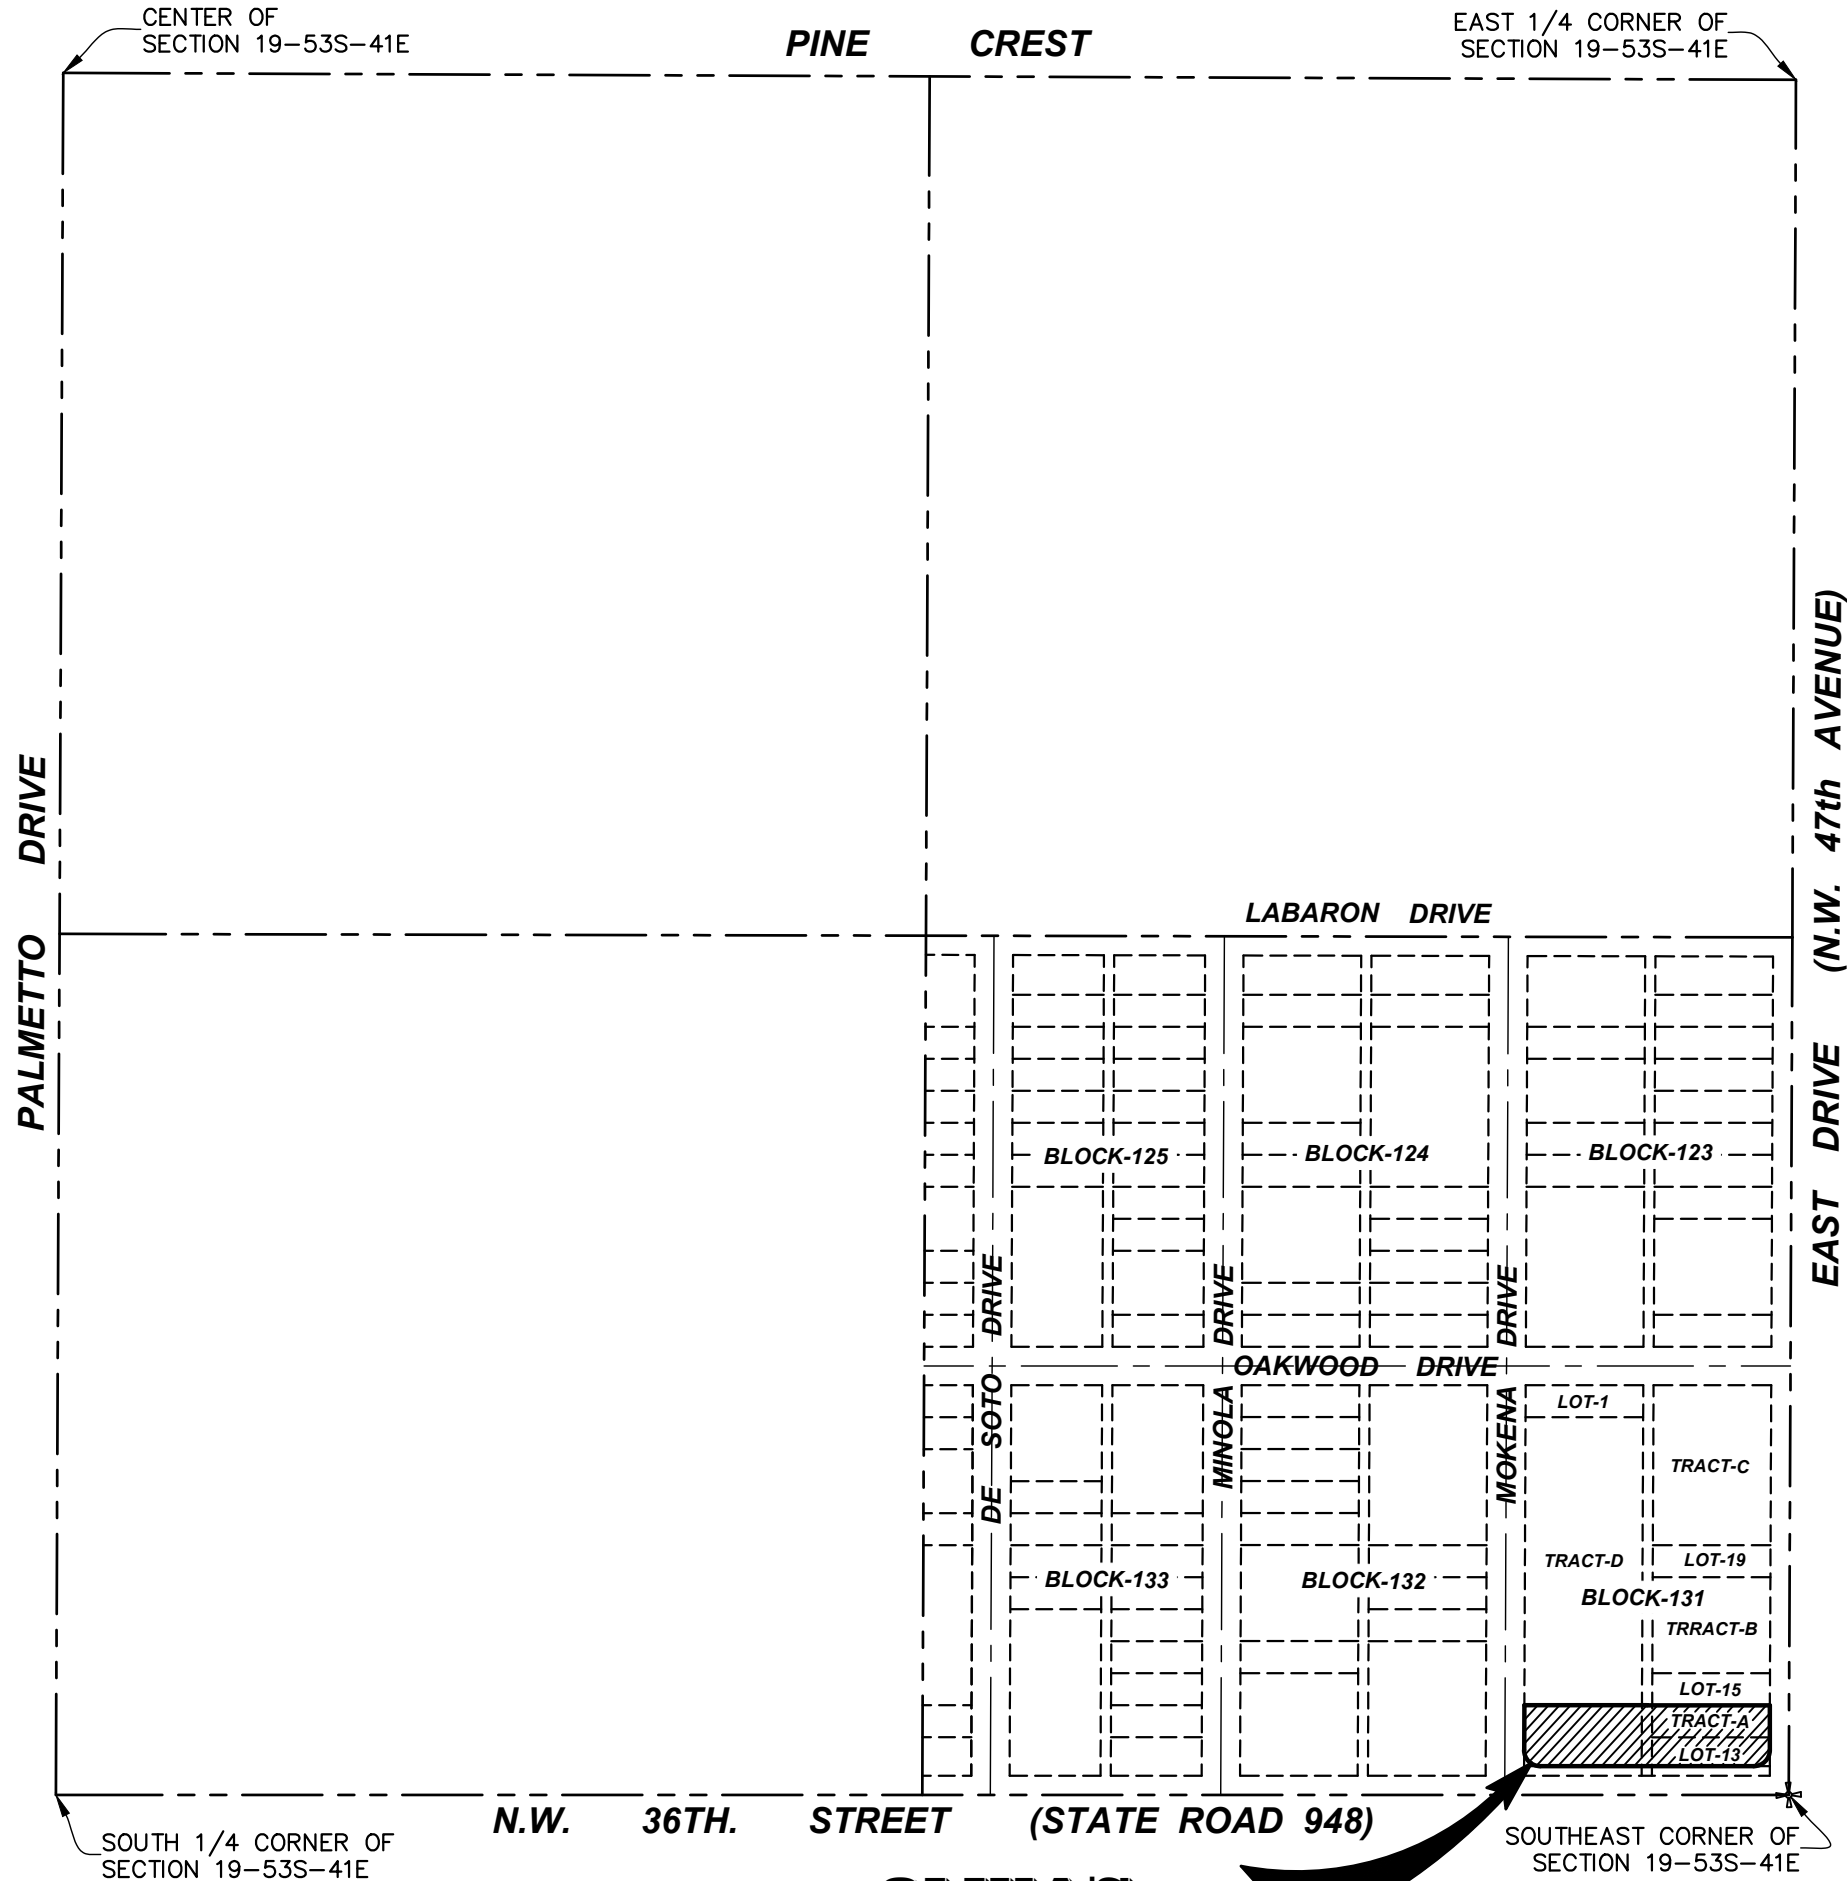 CENTER OF
SECTION 19-53S-41E
PINE CREST
EAST 1/4 CORNER OF
SECTION 19-53S-41E
PALMETTO DRIVE
EAST DRIVE (N.W. 47th AVENUE)
LABARON DRIVE
BLOCK-125
BLOCK-124
BLOCK-123
DE SOTO DRIVE
MINOLA DRIVE
MOKENA DRIVE
OAKWOOD DRIVE
LOT-1
TRACT-C
TRACT-D
LOT-19
BLOCK-133
BLOCK-132
BLOCK-131
TRRACT-B
LOT-15
TRACT-A
LOT-13
N.W. 36TH. STREET (STATE ROAD 948)
SOUTH 1/4 CORNER OF
SECTION 19-53S-41E
SOUTHEAST CORNER OF
SECTION 19-53S-41E